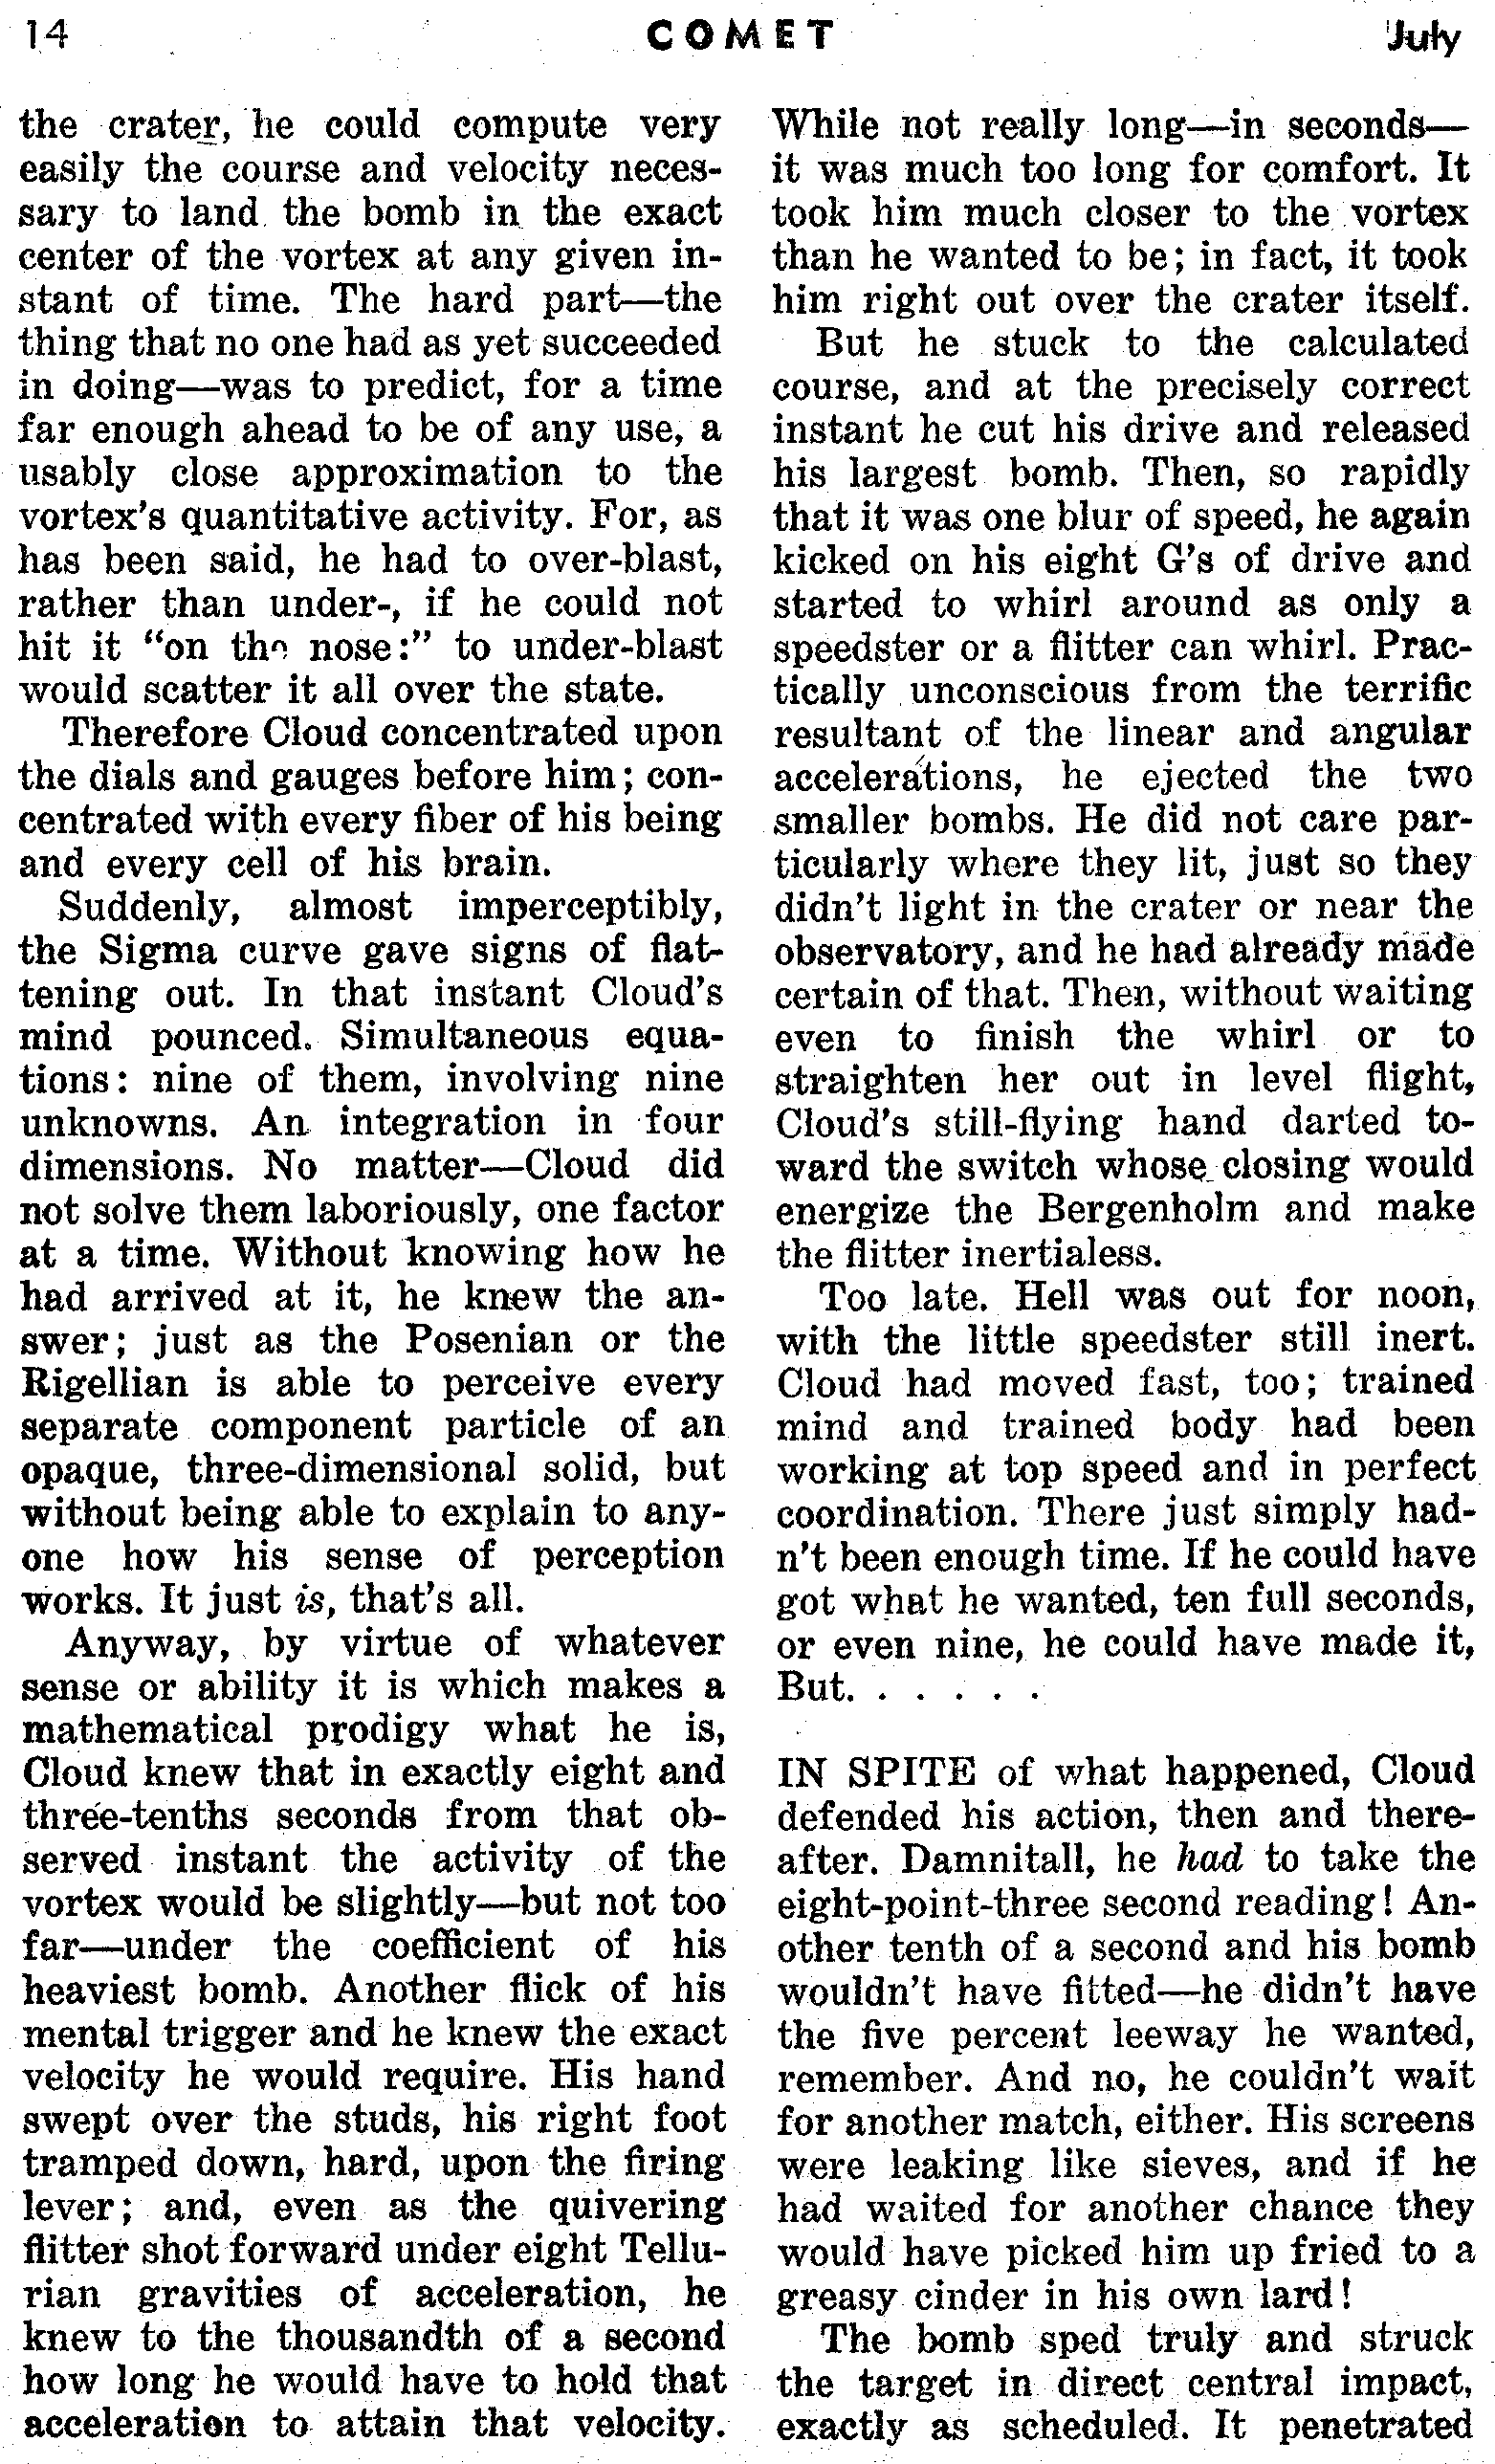 14
COMET
July
the crater, he could compute very
easily the course and velocity neces-
sary to land the bomb in the exact
center of the vortex at any given in-
stant of time. The hard part—the
thing that no one had as yet succeeded
in doing—was to predict, for a time
far enough ahead to be of any use, a
usably close approximation to the
vortex's quantitative activity. For, as
has been said, he had to over-blast,
rather than under-, if he could not
hit it "on the nose:" to under-blast
would scatter it all over the state.
Therefore Cloud concentrated upon
the dials and gauges before him; con-
centrated with every fiber of his being
and every cell of his brain.
Suddenly, almost imperceptibly,
the Sigma curve gave signs of flat-
tening out. In that instant Cloud's
mind pounced. Simultaneous equa-
tions: nine of them, involving nine
unknowns. An integration in four
dimensions. No matter—Cloud did
not solve them laboriously, one factor
at a time. Without knowing how he
had arrived at it, he knew the an-
swer; just as the Posenian or the
Rigellian is able to perceive every
separate component particle of an
opaque, three-dimensional solid, but
without being able to explain to any-
one how his sense of perception
works. It just is, that's all.
Anyway, by virtue of whatever
sense or ability it is which makes a
mathematical prodigy what he is,
Cloud knew that in exactly eight and
three-tenths seconds from that ob-
served instant the activity of the
vortex would be slightly—but not too
far—under the coefficient of his
heaviest bomb. Another flick of his
mental trigger and he knew the exact
velocity he would require. His hand
swept over the studs, his right foot
tramped down, hard, upon the firing
lever; and, even as the quivering
flitter shot forward under eight Tellu-
rian gravities of acceleration, he
knew to the thousandth of a second
how long he would have to hold that
acceleration to attain that velocity.
While not really long—in seconds—
it was much too long for comfort. It
took him much closer to the vortex
than he wanted to be; in fact, it took
him right out over the crater itself.
But he stuck to the calculated
course, and at the precisely correct
instant he cut his drive and released
his largest bomb. Then, so rapidly
that it was one blur of speed, he again
kicked on his eight G's of drive and
started to whirl around as only a
speedster or a flitter can whirl. Prac-
tically unconscious from the terrific
resultant of the linear and angular
accelerations, he ejected the two
smaller bombs. He did not care par-
ticularly where they lit, just so they
didn't light in the crater or near the
observatory, and he had already made
certain of that. Then, without waiting
even to finish the whirl or to
straighten her out in level flight,
Cloud's still-flying hand darted to-
ward the switch whose closing would
energize the Bergenholm and make
the flitter inertialess.
Too late. Hell was out for noon,
with the little speedster still inert.
Cloud had moved fast, too; trained
mind and trained body had been
working at top speed and in perfect
coordination. There just simply had-
n't been enough time. If he could have
got what he wanted, ten full seconds,
or even nine, he could have made it,
But. . . . . .
IN SPITE of what happened, Cloud
defended his action, then and there-
after. Damnitall, he had to take the
eight-point-three second reading! An-
other tenth of a second and his bomb
wouldn't have fitted—he didn't have
the five percent leeway he wanted,
remember. And no, he couldn't wait
for another match, either. His screens
were leaking like sieves, and if he
had waited for another chance they
would have picked him up fried to a
greasy cinder in his own lard!
The bomb sped truly and struck
the target in direct central impact,
exactly as scheduled. It penetrated